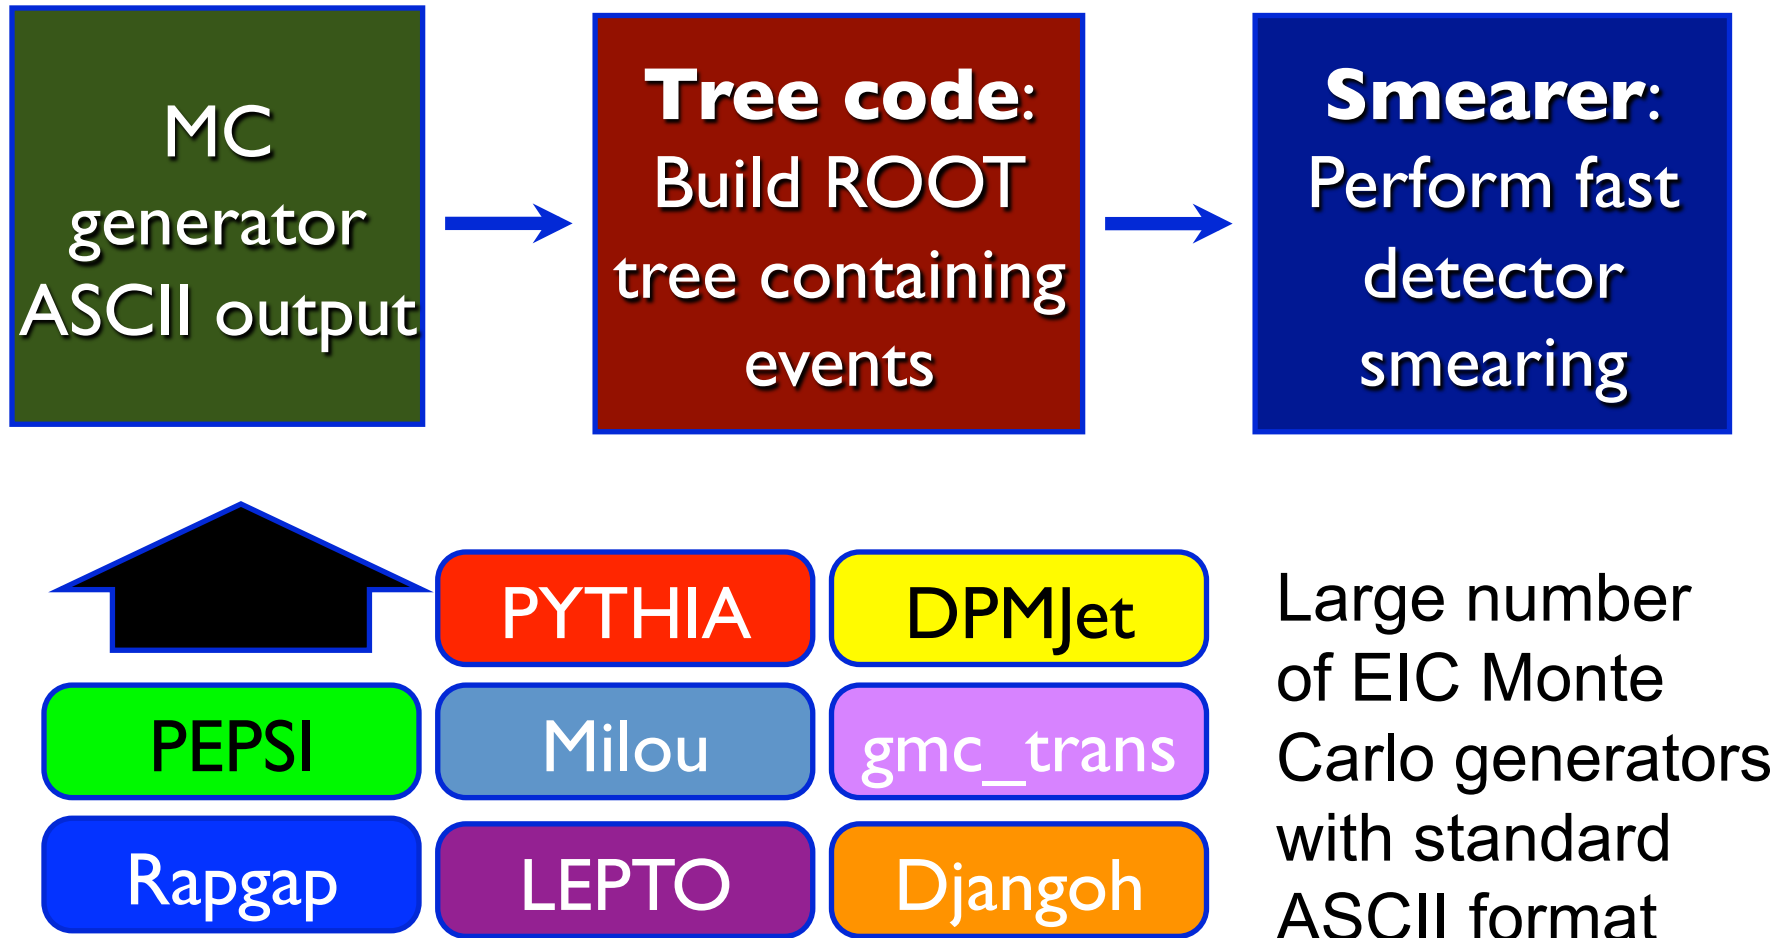 MC
generator
ASCII output
Tree code:
Build ROOT
tree containing
events
Smearer:
Perform fast
detector
smearing
PYTHIA
DPMJet
PEPSI
Milou
gmc_trans
Rapgap
LEPTO
Djangoh
Large number
of EIC Monte
Carlo generators
with standard
ASCII format